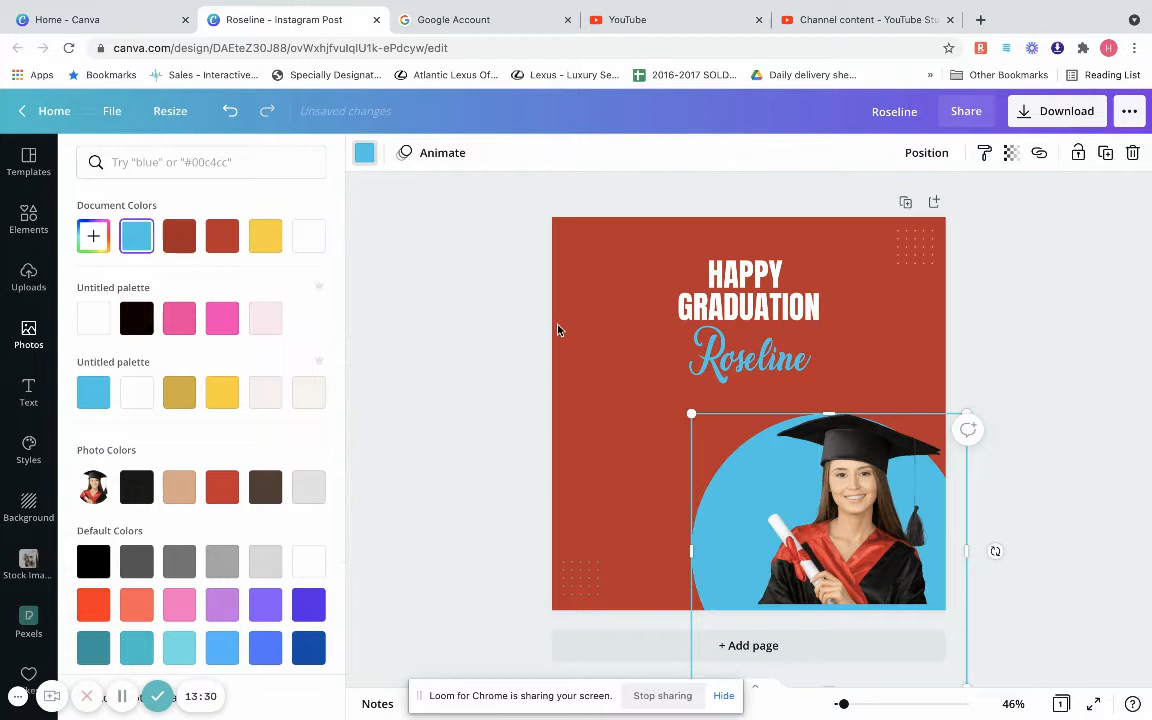 Home - Canva
Roseline - Instagram Post
Google Account
YouTube
Channel content - YouTube Stu
canva.com/design/DAEteZ30J88/ovWxhjfvuIqIU1k-ePdcyw/edit
Apps
Bookmarks
Sales - Interactive...
Specially Designat...
Atlantic Lexus Of...
Lexus - Luxury Se...
2016-2017 SOLD...
Daily delivery she...
»
Other Bookmarks
Reading List
Home
File
Resize
Unsaved changes
Roseline
Share
Download
Templates
Elements
Uploads
Photos
Text
Styles
Background
Stock Ima...
Pexels
Try "blue" or "#00c4cc"
Document Colors
Untitled palette
Untitled palette
Photo Colors
Default Colors
Animate
Position
HAPPY
GRADUATION
Roseline
+ Add page
13:30
Loom for Chrome is sharing your screen.
Stop sharing
Hide
Notes
46%
1